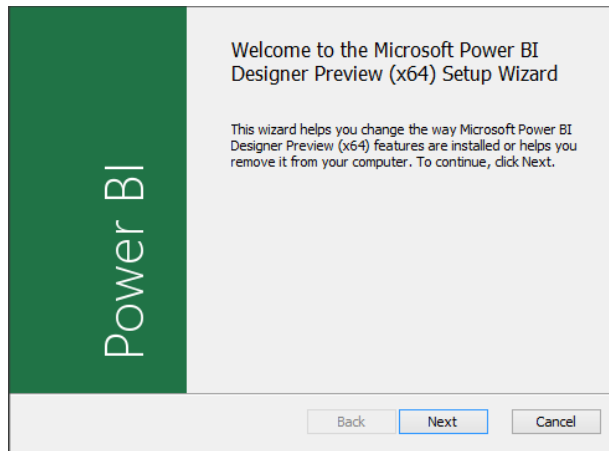 Welcome to the Microsoft Power BI
Designer Preview (x64) Setup Wizard
This wizard helps you change the way Microsoft Power BI
Designer Preview (x64) features are installed or helps you
remove it from your computer. To continue, click Next.
Power BI
Back Next Cancel